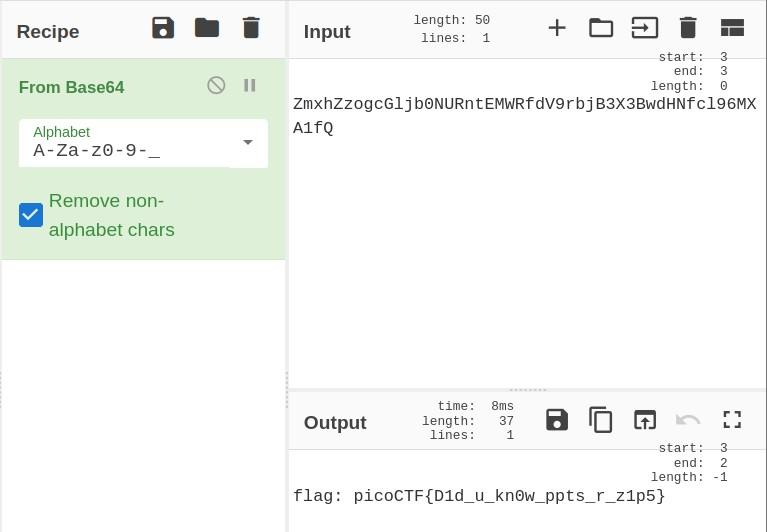 Recipe
From Base64
Alphabet
A-Za-z0-9-_
Remove non-
alphabet chars
Input
length: 50
lines: 1
start: 3
end: 3
length: 0
ZmxhZzogcGljb0NURntEMWRfdV9rbjB3X3BwdHNfcl96MX
A1fQ
Output
time: 8ms
length: 37
lines: 1
start: 3
end: 2
length: -1
flag: picoCTF{D1d_u_kn0w_ppts_r_z1p5}